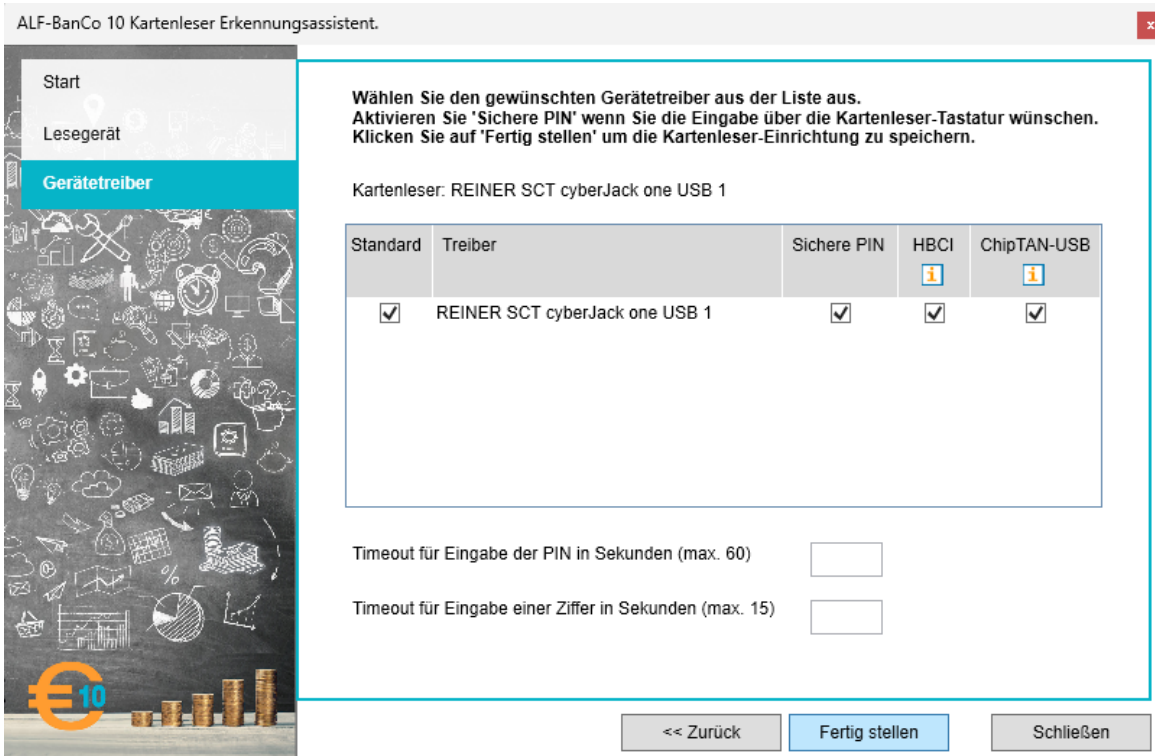 ALF-BanCo 10 Kartenleser Erkennungsassistent.
x
Start
Lesegerät
Gerätetreiber
Wählen Sie den gewünschten Gerätetreiber aus der Liste aus.
Aktivieren Sie 'Sichere PIN' wenn Sie die Eingabe über die Kartenleser-Tastatur wünschen.
Klicken Sie auf 'Fertig stellen' um die Kartenleser-Einrichtung zu speichern.
Kartenleser: REINER SCT cyberJack one USB 1
Standard Treiber Sichere PIN HBCI ChipTAN-USB
i i
REINER SCT cyberJack one USB 1
Timeout für Eingabe der PIN in Sekunden (max. 60)
Timeout für Eingabe einer Ziffer in Sekunden (max. 15)
€ 10
<< Zurück Fertig stellen Schließen